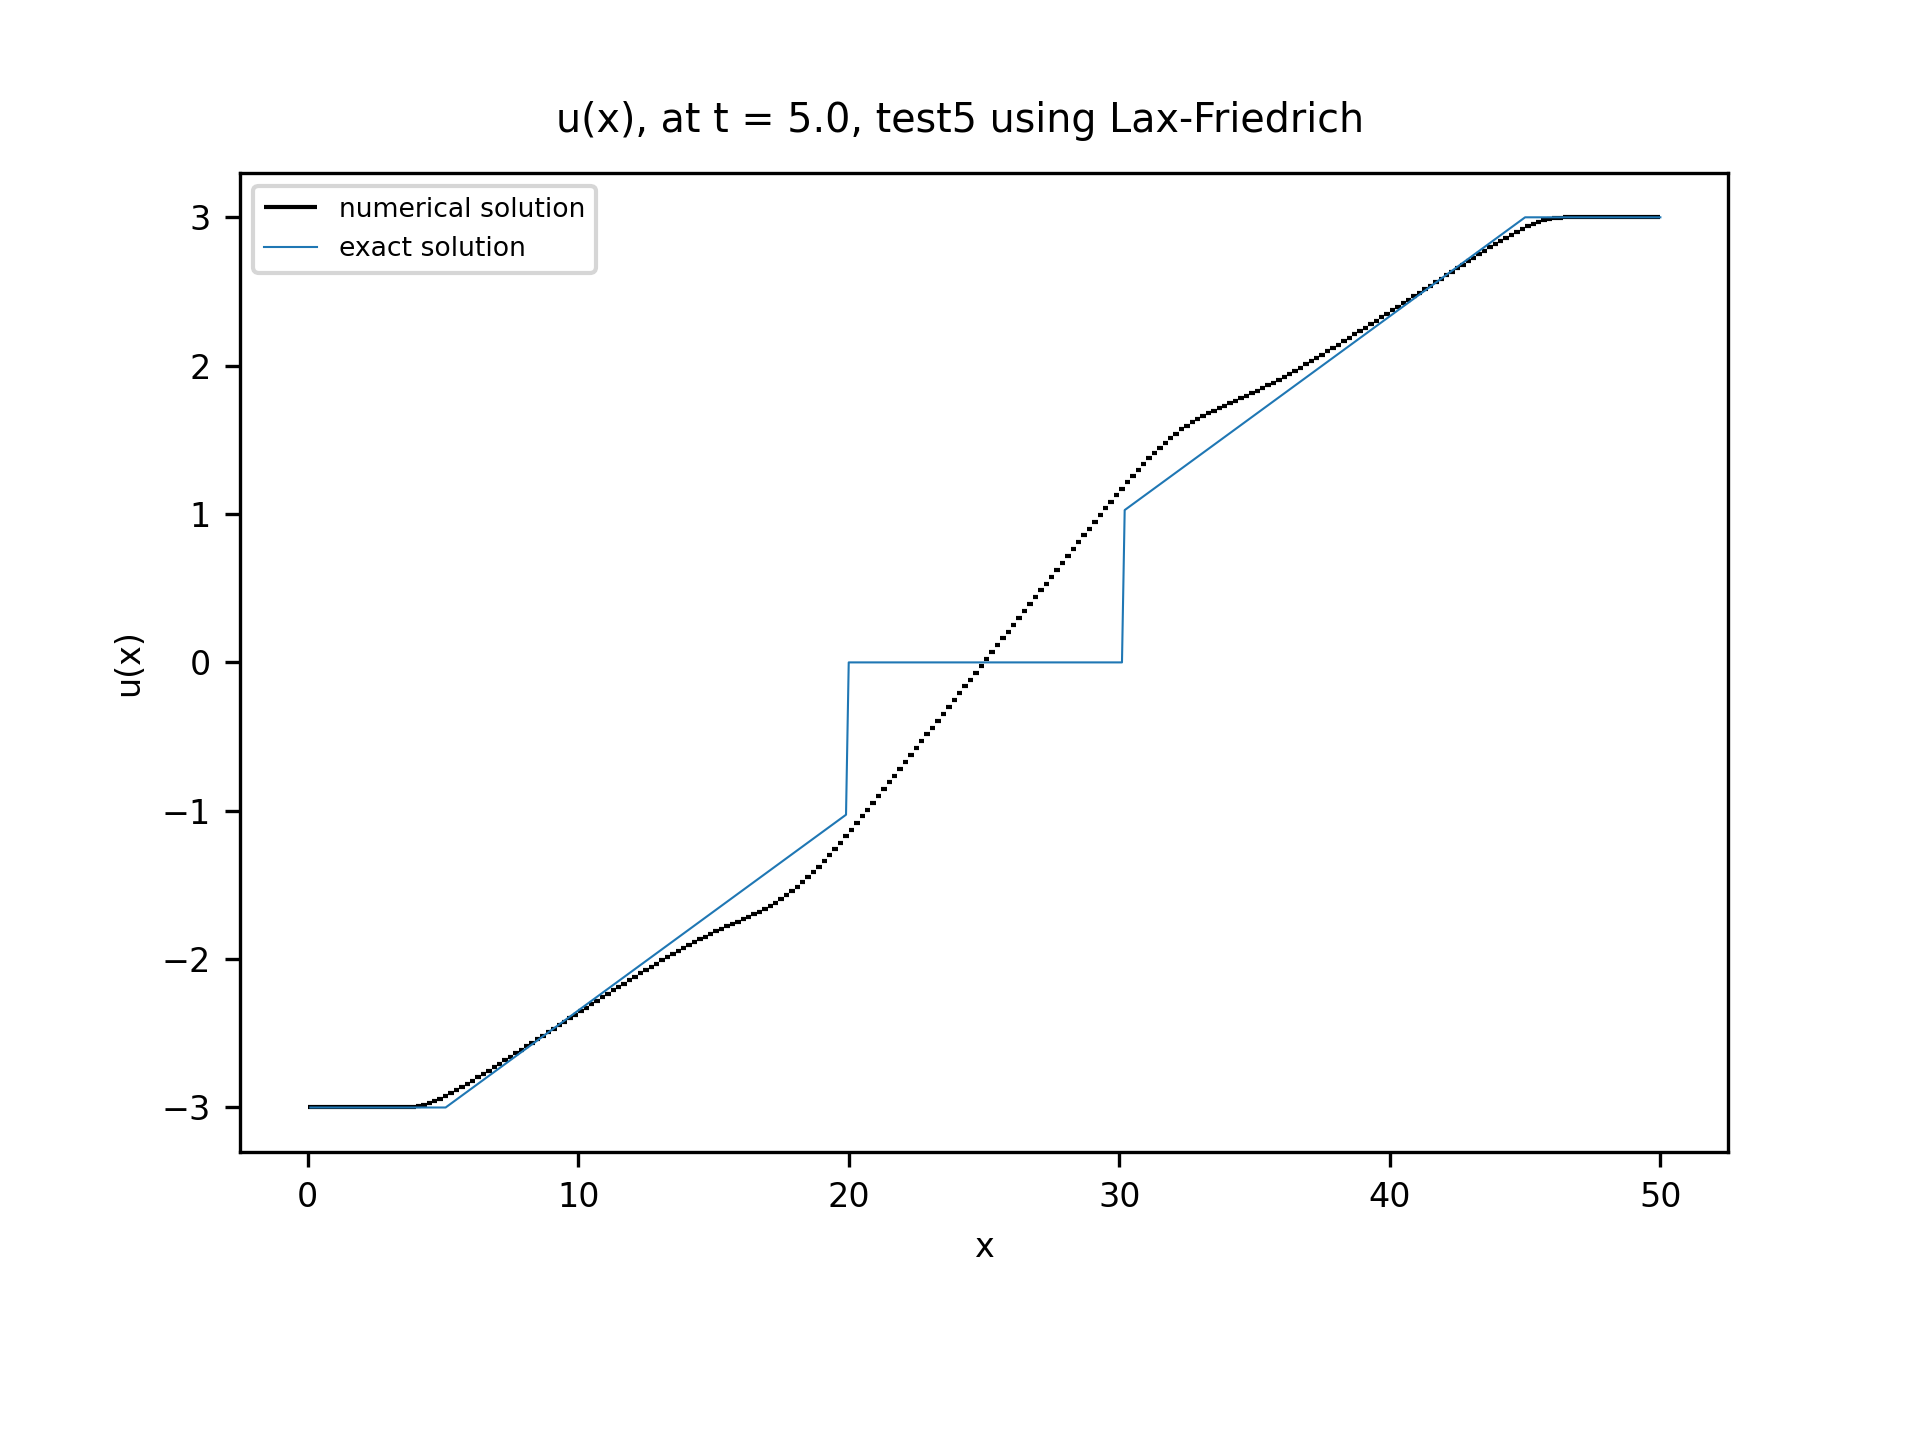 u(x), at t = 5.0, test5 using Lax-Friedrich
numerical solution
exact solution
3
2
1
0
−1
−2
−3
u(x)
0 10 20 30 40 50
x